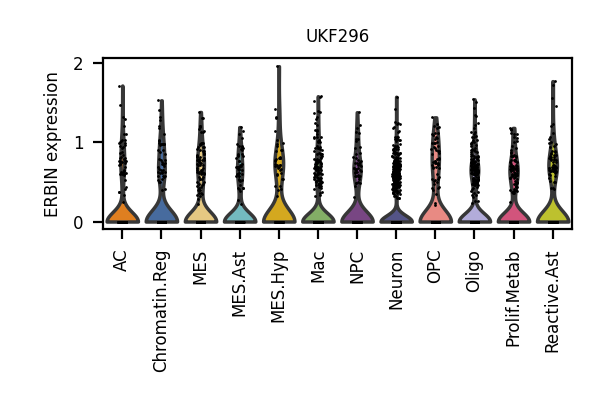 UKF296
ERBIN expression
2
1
0
AC
Chromatin.Reg
MES
MES.Ast
MES.Hyp
Mac
NPC
Neuron
OPC
Oligo
Prolif.Metab
Reactive.Ast